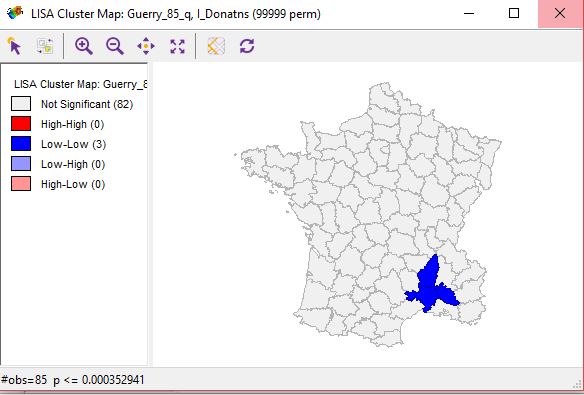 LISA Cluster Map: Guerry_85_q, I_Donatns (99999 perm)
LISA Cluster Map: Guerry_8
Not Significant (82)
High-High (0)
Low-Low (3)
Low-High (0)
High-Low (0)
#obs=85 p <= 0.000352941